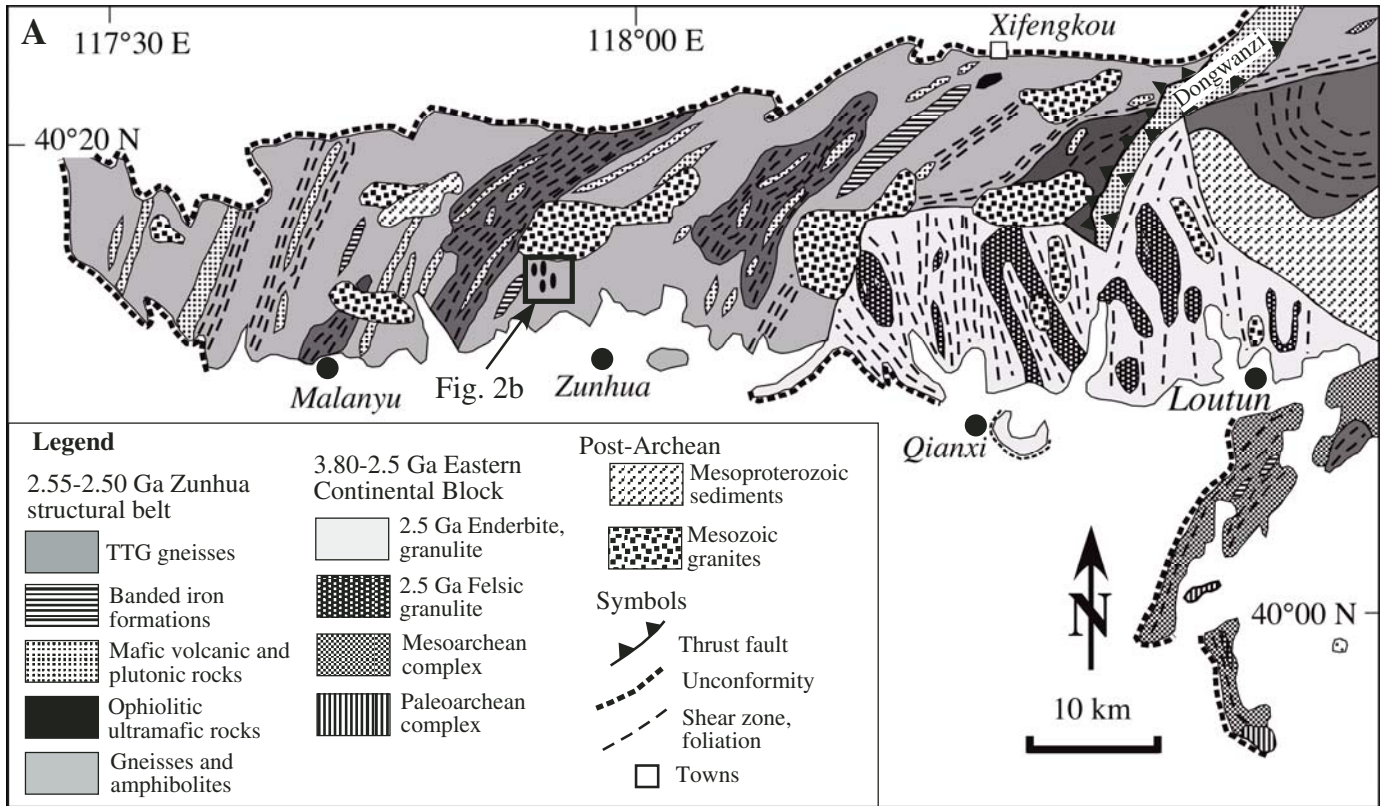 A
117°30 E
118°00 E
Xifengkou
Dongwanzi
40°20 N
Malanyu
Fig. 2b
Zunhua
Qianxi
Loutun
Legend
2.55-2.50 Ga Zunhua
structural belt
TTG gneisses
Banded iron
formations
Mafic volcanic and
plutonic rocks
Ophiolitic
ultramafic rocks
Gneisses and
amphibolites
3.80-2.5 Ga Eastern
Continental Block
2.5 Ga Enderbite,
granulite
2.5 Ga Felsic
granulite
Mesoarchean
complex
Paleoarchean
complex
Post-Archean
Mesoproterozoic
sediments
Mesozoic
granites
Symbols
Thrust fault
Unconformity
Shear zone,
foliation
Towns
N
10 km
40°00 N